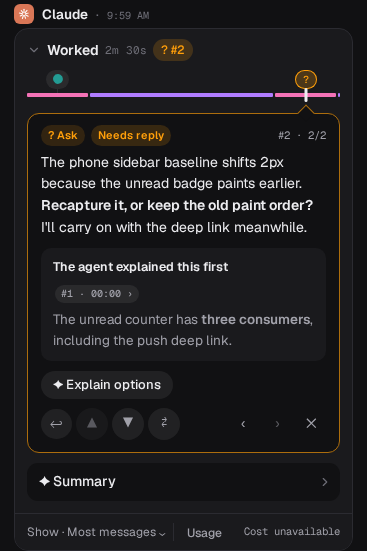 Claude · 9:59 AM
Worked 2m 30s ? #2
?
? Ask Needs reply #2 · 2/2
The phone sidebar baseline shifts 2px
because the unread badge paints earlier.
Recapture it, or keep the old paint order?
I'll carry on with the deep link meanwhile.
The agent explained this first
#1 · 00:00 ›
The unread counter has three consumers,
including the push deep link.
Explain options
Summary
Show · Most messages Usage Cost unavailable